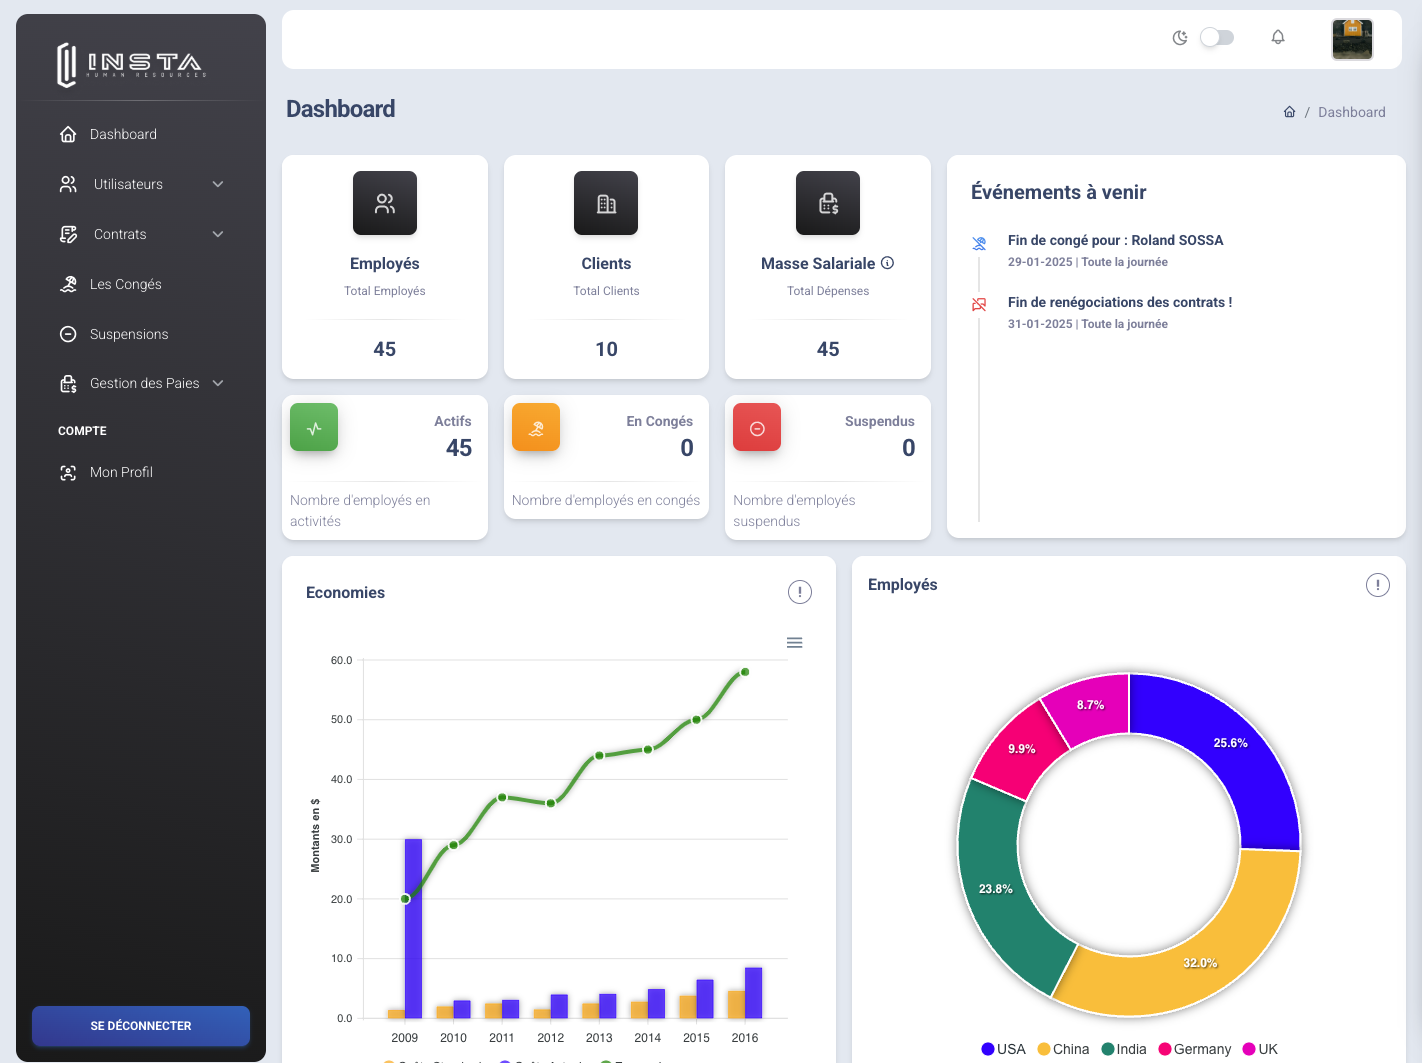 INSTA
HUMAN RESOURCES
Dashboard
Utilisateurs
Contrats
Les Congés
Suspensions
Gestion des Paies
COMPTE
Mon Profil
SE DÉCONNECTER
Dashboard
/ Dashboard
Employés
Total Employés
45
Clients
Total Clients
10
Masse Salariale
Total Dépenses
45
Événements à venir
Fin de congé pour : Roland SOSSA
29-01-2025 | Toute la journée
Fin de renégociations des contrats !
31-01-2025 | Toute la journée
Actifs
45
Nombre d'employés en
activités
En Congés
0
Nombre d'employés en congés
Suspendus
0
Nombre d'employés
suspendus
Economies
!
60.0
50.0
40.0
30.0
20.0
10.0
0.0
Montants en $
2009 2010 2011 2012 2013 2014 2015 2016
Employés
!
8.7%
25.6%
9.9%
23.8%
32.0%
USA China India Germany UK